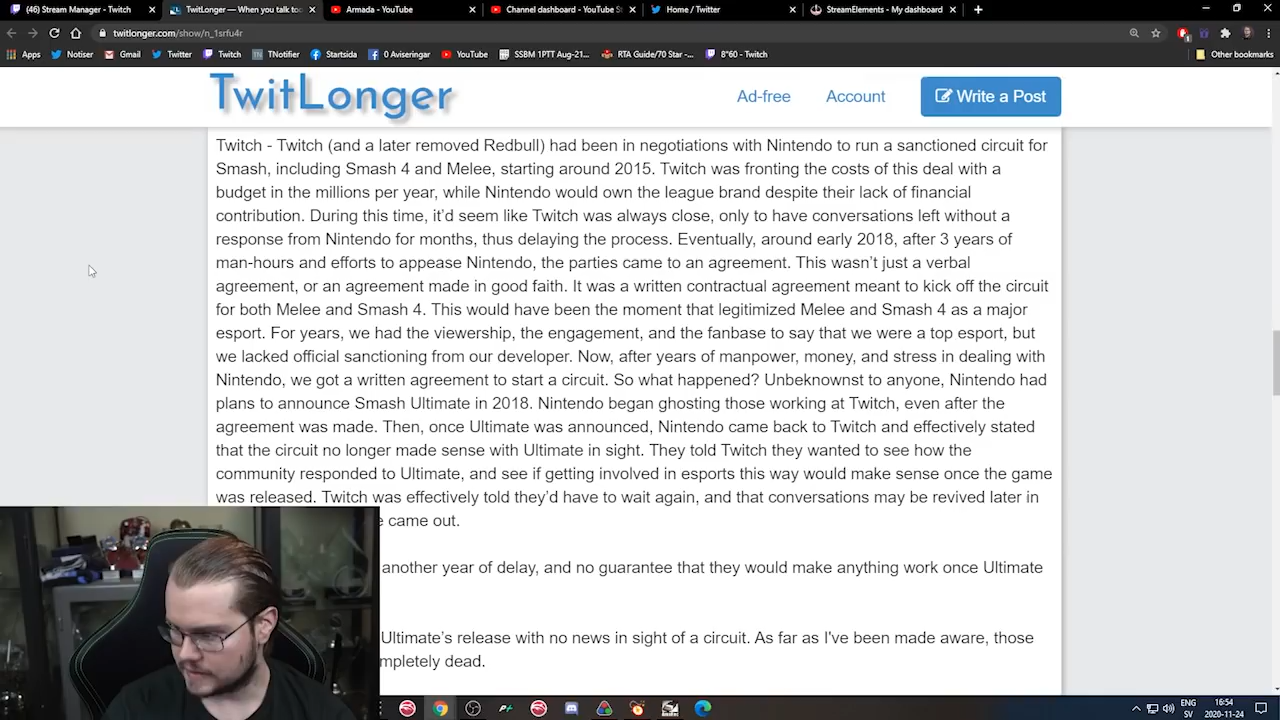 (46) Stream Manager - Twitch
TwitLonger — When you talk too
Armada - YouTube
Channel dashboard - YouTube S
Home / Twitter
StreamElements - My dashboard
twitlonger.com/show/n_1srfu4r
Apps
Notiser
Gmail
Twitter
Twitch
TNotifier
Startsida
0 Aviseringar
YouTube
SSBM 1PTT Aug-21...
RTA Guide/70 Star -...
8"60 - Twitch
Other bookmarks
TwitLonger
Ad-free
Account
Write a Post
Twitch - Twitch (and a later removed Redbull) had been in negotiations with Nintendo to run a sanctioned circuit for
Smash, including Smash 4 and Melee, starting around 2015. Twitch was fronting the costs of this deal with a
budget in the millions per year, while Nintendo would own the league brand despite their lack of financial
contribution. During this time, it’d seem like Twitch was always close, only to have conversations left without a
response from Nintendo for months, thus delaying the process. Eventually, around early 2018, after 3 years of
man-hours and efforts to appease Nintendo, the parties came to an agreement. This wasn’t just a verbal
agreement, or an agreement made in good faith. It was a written contractual agreement meant to kick off the circuit
for both Melee and Smash 4. This would have been the moment that legitimized Melee and Smash 4 as a major
esport. For years, we had the viewership, the engagement, and the fanbase to say that we were a top esport, but
we lacked official sanctioning from our developer. Now, after years of manpower, money, and stress in dealing with
Nintendo, we got a written agreement to start a circuit. So what happened? Unbeknownst to anyone, Nintendo had
plans to announce Smash Ultimate in 2018. Nintendo began ghosting those working at Twitch, even after the
agreement was made. Then, once Ultimate was announced, Nintendo came back to Twitch and effectively stated
that the circuit no longer made sense with Ultimate in sight. They told Twitch they wanted to see how the
community responded to Ultimate, and see if getting involved in esports this way would make sense once the game
was released. Twitch was effectively told they’d have to wait again, and that conversations may be revived later in
came out.
another year of delay, and no guarantee that they would make anything work once Ultimate
Ultimate’s release with no news in sight of a circuit. As far as I've been made aware, those
mpletely dead.
ENG
SV
16:54
2020-11-24